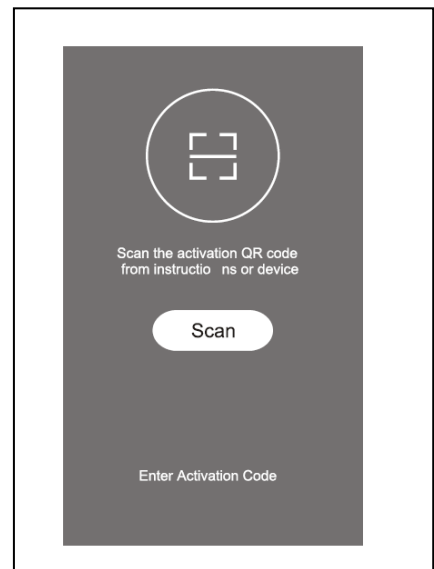 Scan the activation QR code
from instructio ns or device
Scan
Enter Activation Code